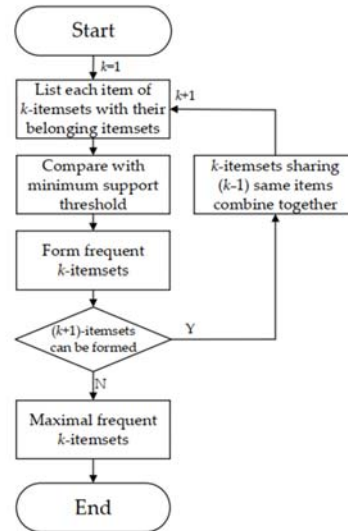 Start
k=1
List each item of
k-itemsets with their
belonging itemsets
k+1
Compare with
minimum support
threshold
k-itemsets sharing
(k-1) same items
combine together
Form frequent
k-itemsets
(k+1)-itemsets
can be formed
Y
N
Maximal frequent
k-itemsets
End